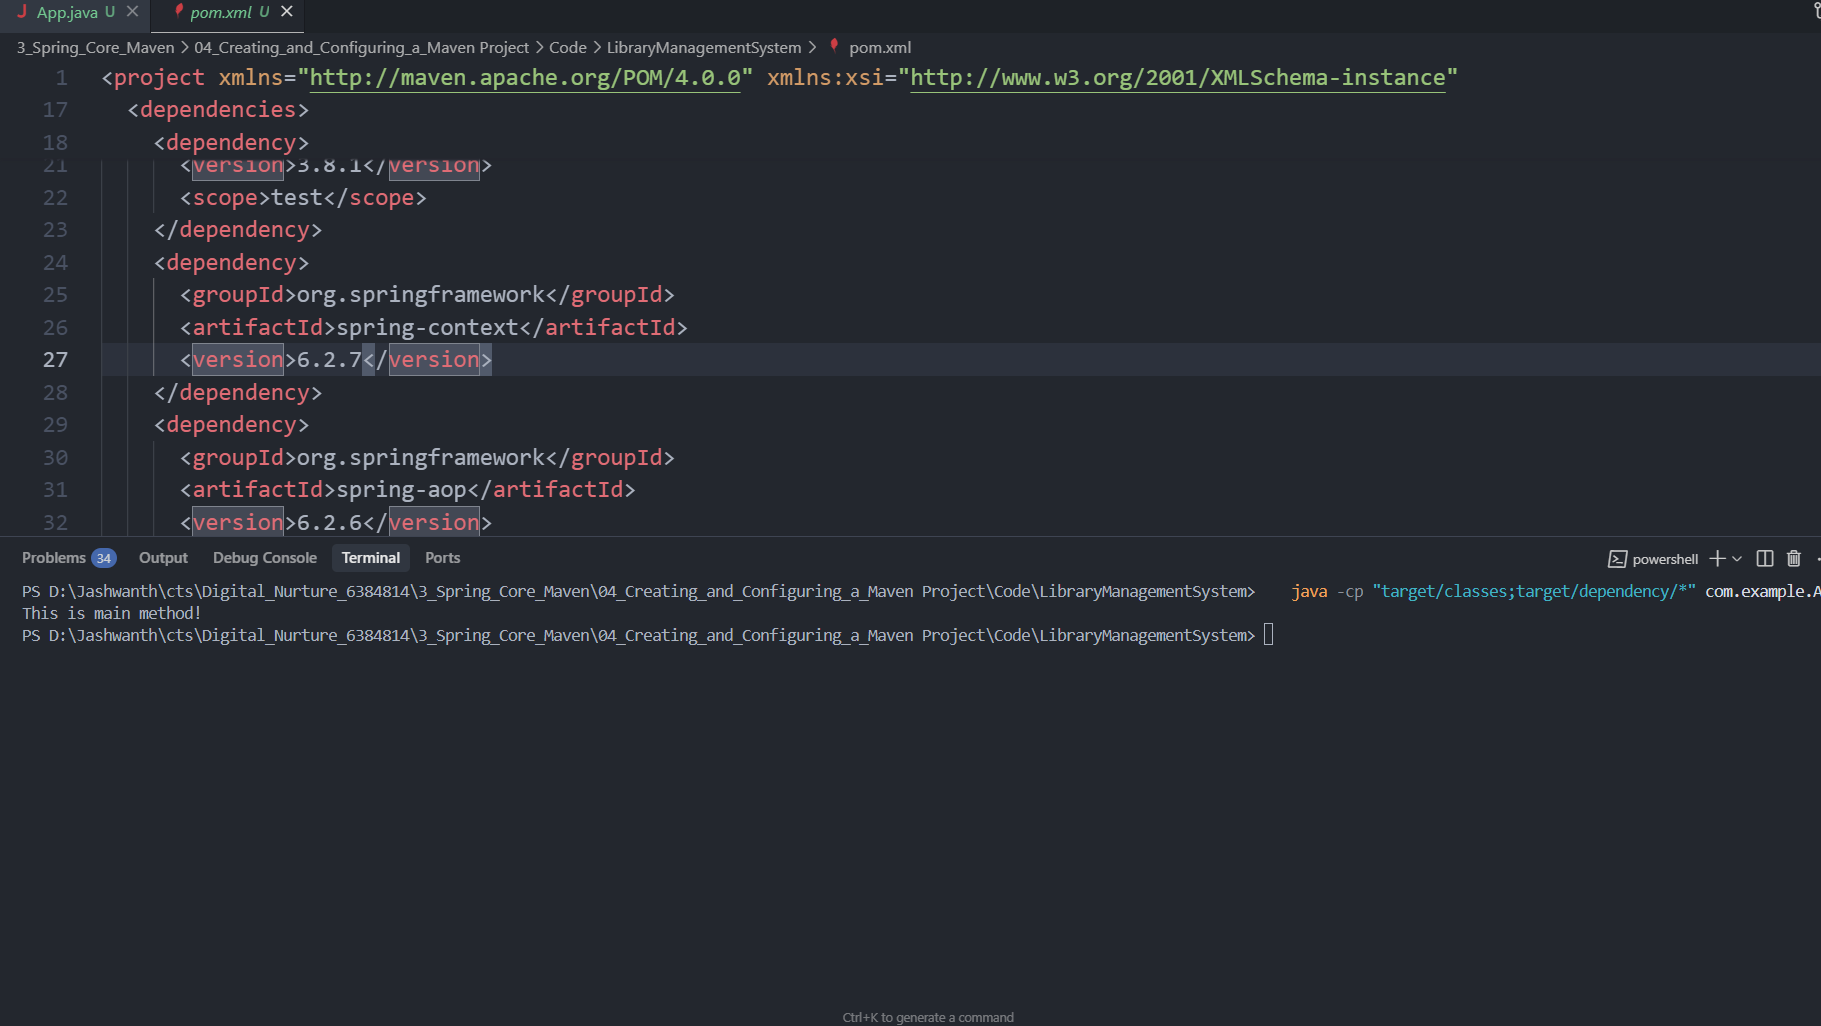 App.java U
pom.xml U
3_Spring_Core_Maven > 04_Creating_and_Configuring_a_Maven Project > Code > LibraryManagementSystem > pom.xml
1 <project xmlns="http://maven.apache.org/POM/4.0.0" xmlns:xsi="http://www.w3.org/2001/XMLSchema-instance"
17 <dependencies>
18 <dependency>
21 <version>3.8.1</version>
22 <scope>test</scope>
23 </dependency>
24 <dependency>
25 <groupId>org.springframework</groupId>
26 <artifactId>spring-context</artifactId>
27 <version>6.2.7</version>
28 </dependency>
29 <dependency>
30 <groupId>org.springframework</groupId>
31 <artifactId>spring-aop</artifactId>
32 <version>6.2.6</version>
Problems 34 Output Debug Console Terminal Ports powershell
PS D:\Jashwanth\cts\Digital_Nurture_6384814\3_Spring_Core_Maven\04_Creating_and_Configuring_a_Maven Project\Code\LibraryManagementSystem> java -cp "target/classes;target/dependency/*" com.example.A
This is main method!
PS D:\Jashwanth\cts\Digital_Nurture_6384814\3_Spring_Core_Maven\04_Creating_and_Configuring_a_Maven Project\Code\LibraryManagementSystem>
Ctrl+K to generate a command